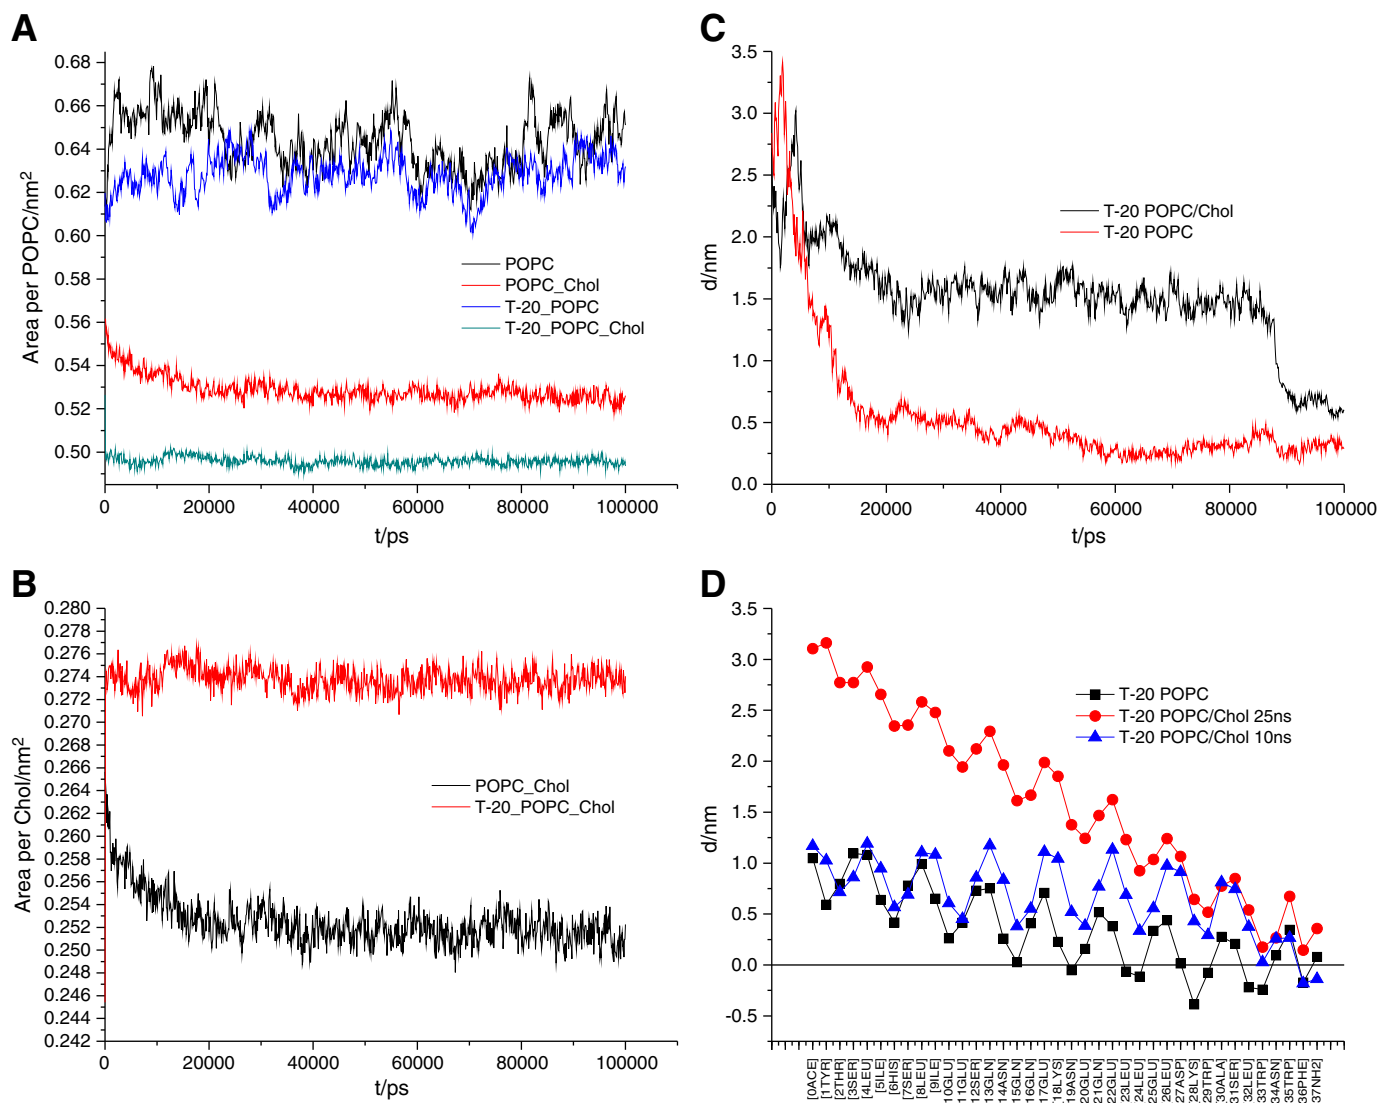 A
Area per POPC/nm2
0.68
0.66
0.64
0.62
0.60
0.58
0.56
0.54
0.52
0.50
POPC
POPC_Chol
T-20_POPC
T-20_POPC_Chol
0 20000 40000 60000 80000 100000
t/ps
C
d/nm
3.5
3.0
2.5
2.0
1.5
1.0
0.5
0.0
T-20 POPC/Chol
T-20 POPC
0 20000 40000 60000 80000 100000
t/ps
B
Area per Chol/nm2
0.280
0.278
0.276
0.274
0.272
0.270
0.268
0.266
0.264
0.262
0.260
0.258
0.256
0.254
0.252
0.250
0.248
0.246
0.244
0.242
POPC_Chol
T-20_POPC_Chol
0 20000 40000 60000 80000 100000
t/ps
D
d/nm
3.5
3.0
2.5
2.0
1.5
1.0
0.5
0.0
-0.5
T-20 POPC
T-20 POPC/Chol 25ns
T-20 POPC/Chol 10ns
[0ACE]
[1TYR]
[2THR]
[3SER]
[4LEU]
[5ILE]
[6HIS]
[7SER]
[8LEU]
[9ILE]
10GLU]
11GLU]
12SER]
13GLN]
14ASN]
15GLN]
16GLN]
17GLU]
[18LYS]
19ASN]
20GLU]
21GLN]
22GLU]
23LEU]
24LEU]
25GLU]
26LEU]
27ASP]
28LYS]
29TRP]
30ALA]
31SER]
32LEU]
33TRP]
34ASN]
35TRP]
36PHE]
37NH2]